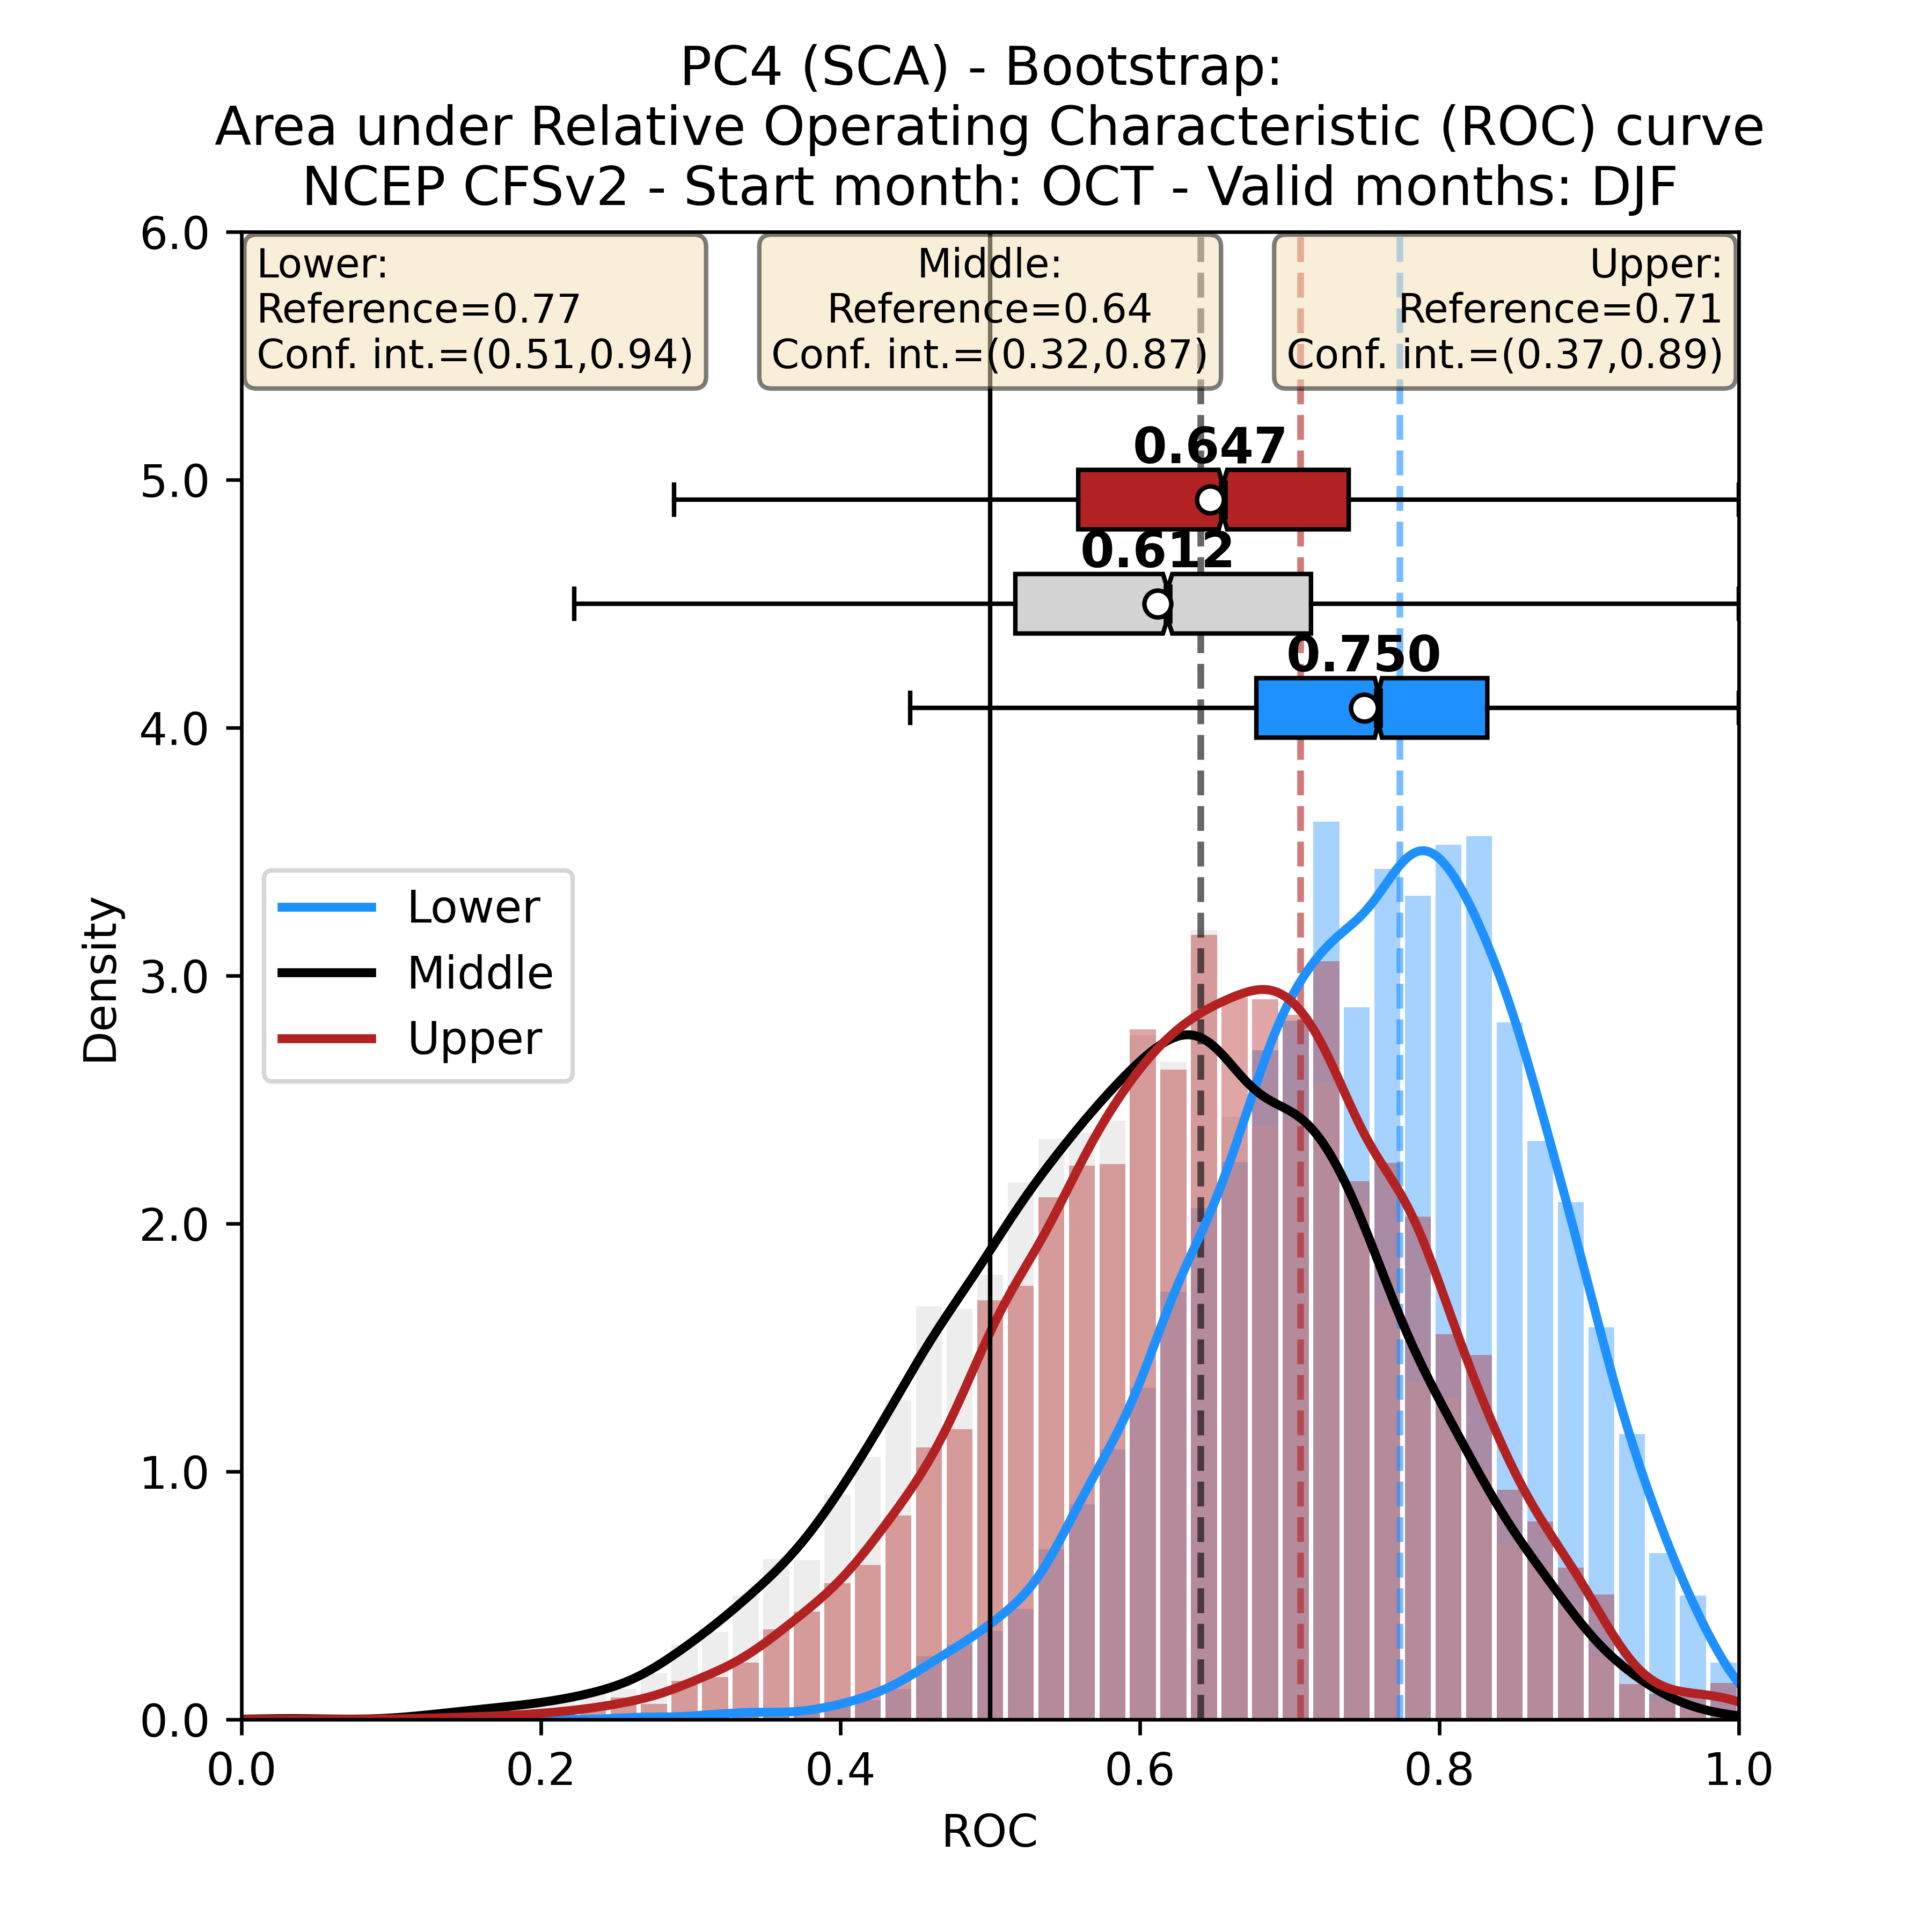 PC4 (SCA) - Bootstrap:
Area under Relative Operating Characteristic (ROC) curve
NCEP CFSv2 - Start month: OCT - Valid months: DJF
Lower:
Reference=0.77
Conf. int.=(0.51,0.94)
Middle:
Reference=0.64
Conf. int.=(0.32,0.87)
Upper:
Reference=0.71
Conf. int.=(0.37,0.89)
0.647
0.612
0.750
Lower
Middle
Upper
Density
6.0
5.0
4.0
3.0
2.0
1.0
0.0
0.0
0.2
0.4
0.6
0.8
1.0
ROC